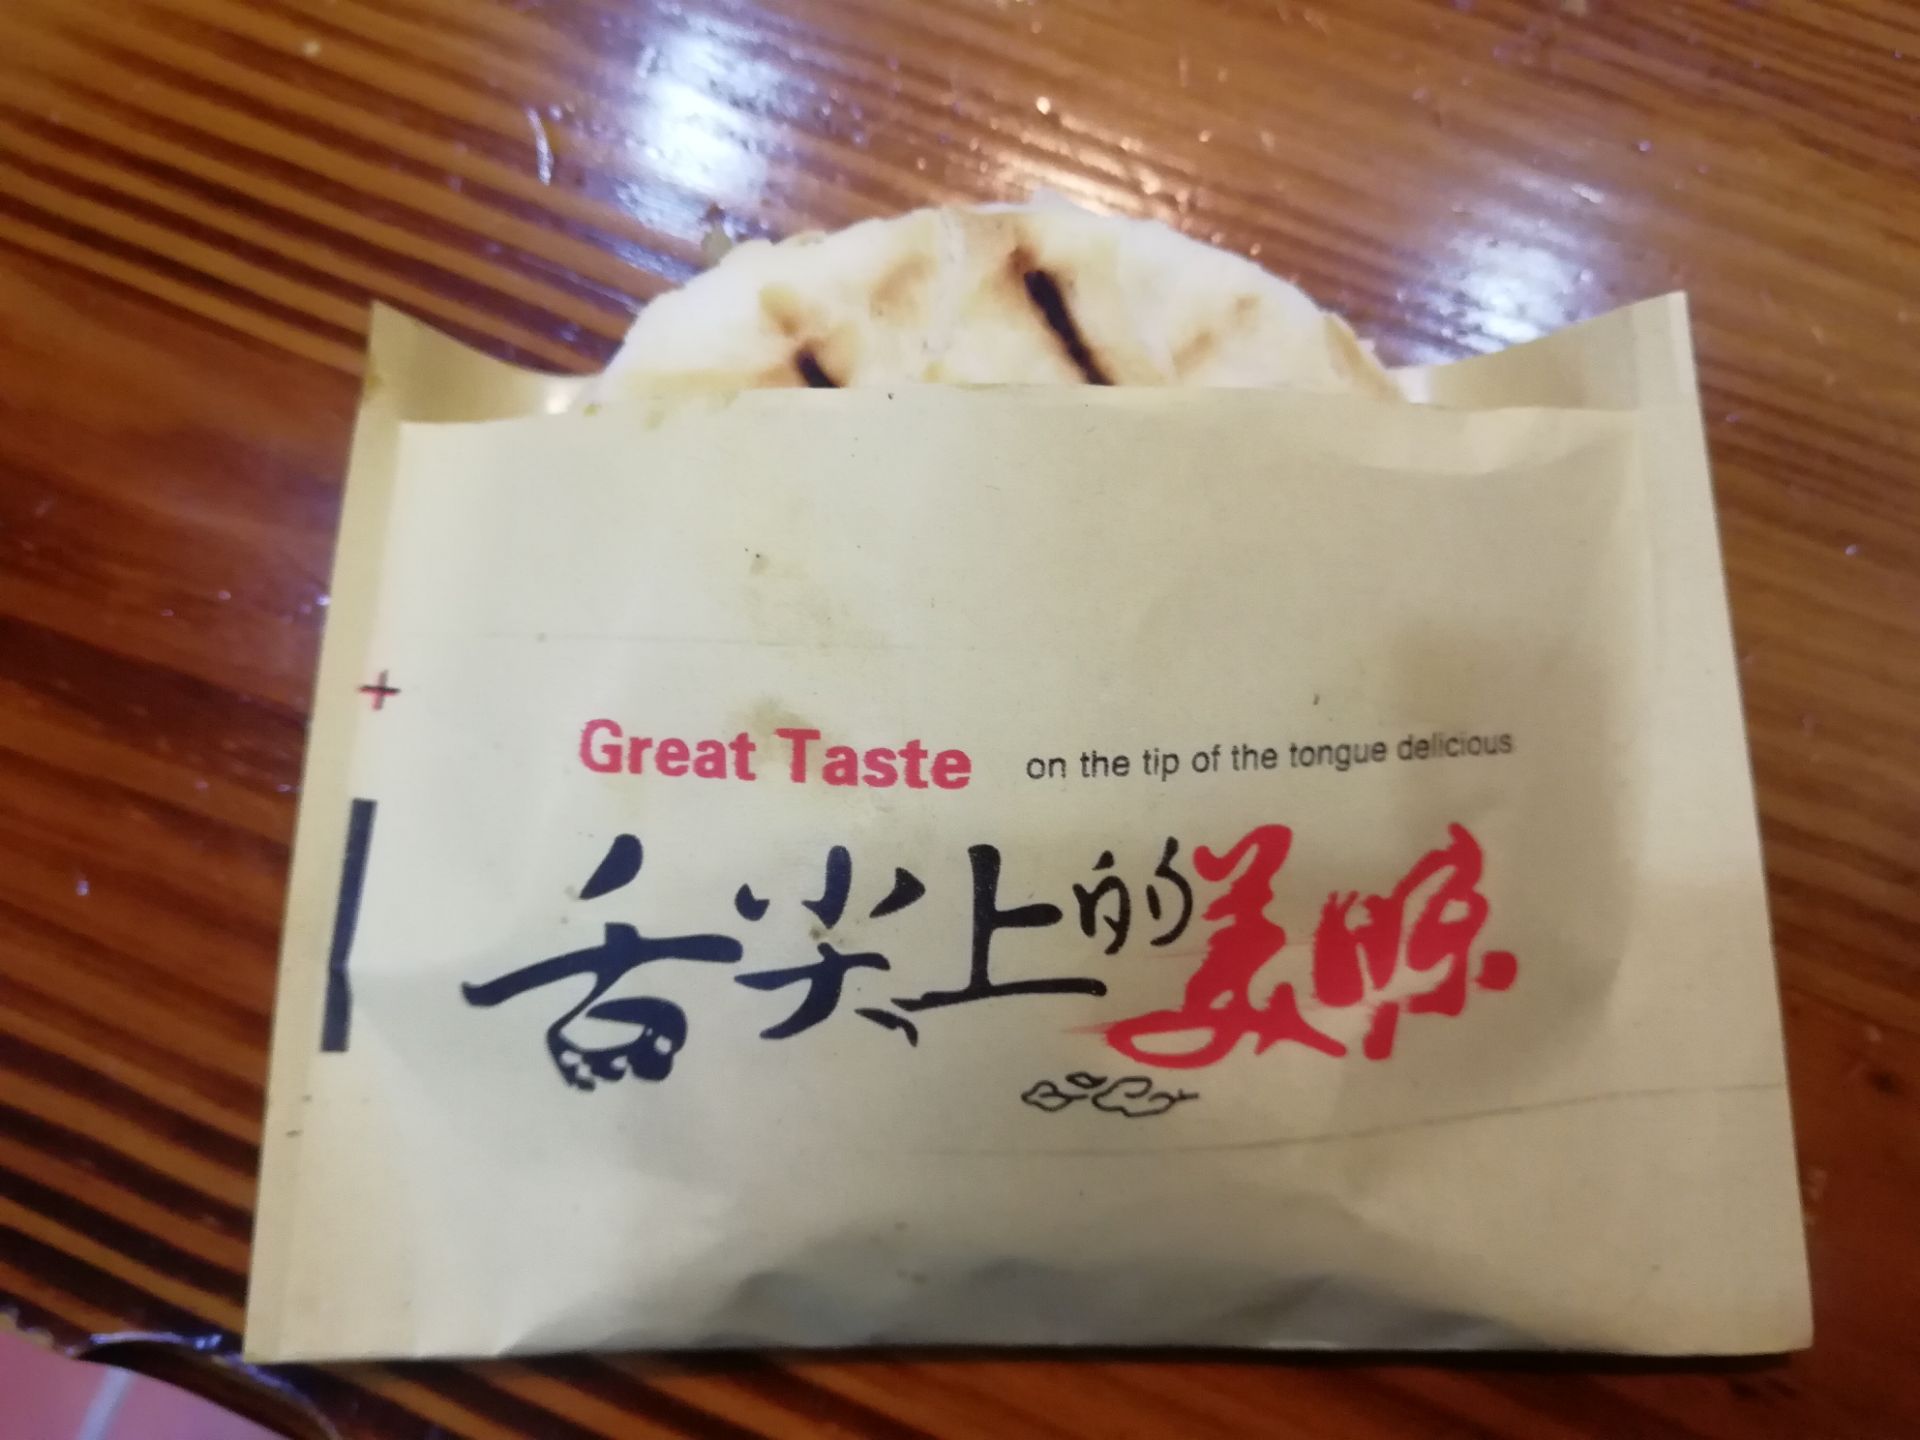 Great Taste on the tip of the tongue delicious
舌尖上的美味